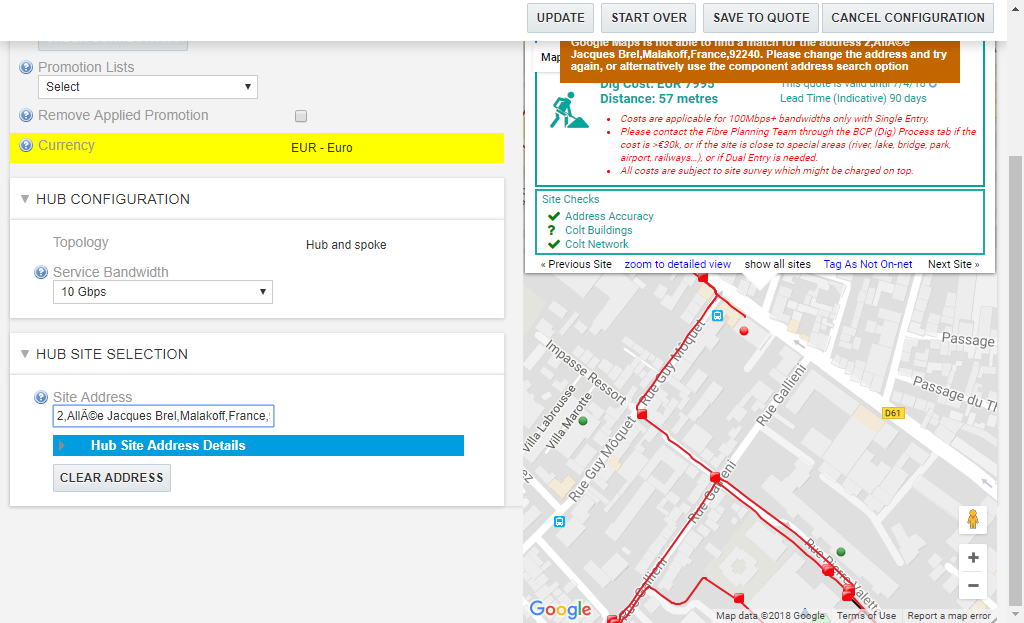 UPDATE
START OVER
SAVE TO QUOTE
CANCEL CONFIGURATION
Promotion Lists
Select
Remove Applied Promotion
Currency
EUR - Euro
HUB CONFIGURATION
Topology
Hub and spoke
Service Bandwidth
10 Gbps
HUB SITE SELECTION
Site Address
2,AllÃ©e Jacques Brel,Malakoff,France,
Hub Site Address Details
CLEAR ADDRESS
Google Maps is not able to find a match for the address 2,AllÃ©e
Jacques Brel,Malakoff,France,92240. Please change the address and try
again, or alternatively use the component address search option
Map
Dig Cost: EUR 7995
Distance: 57 metres
This quote is valid until 7/4/18
Lead Time (Indicative) 90 days
• Costs are applicable for 100Mbps+ bandwidths only with Single Entry.
• Please contact the Fibre Planning Team through the BCP (Dig) Process tab if the
cost is >€30k, or if the site is close to special areas (river, lake, bridge, park,
airport, railways...), or if Dual Entry is needed.
• All costs are subject to site survey which might be charged on top.
Site Checks
Address Accuracy
? Colt Buildings
Colt Network
« Previous Site
zoom to detailed view
show all sites
Tag As Not On-net
Next Site »
Impasse Ressort
Rue Guy Môquet
Rue Gallieni
Passage
Passage du Th
D61
Villa Labrousse
Villa Marotte
Rue Guy Môquet
Rue Gallieni
Rue Pierre Valette
Rue Gallieni
Google
Map data ©2018 Google
Terms of Use
Report a map error